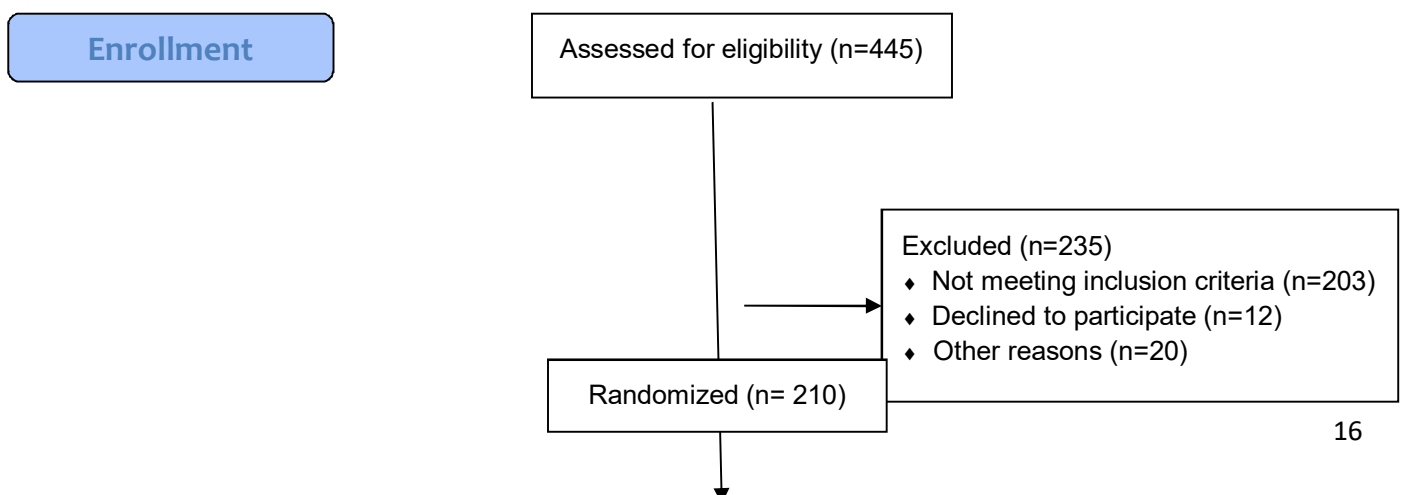 Enrollment
Assessed for eligibility (n=445)
Excluded (n=235)
♦ Not meeting inclusion criteria (n=203)
♦ Declined to participate (n=12)
♦ Other reasons (n=20)
Randomized (n= 210)
16